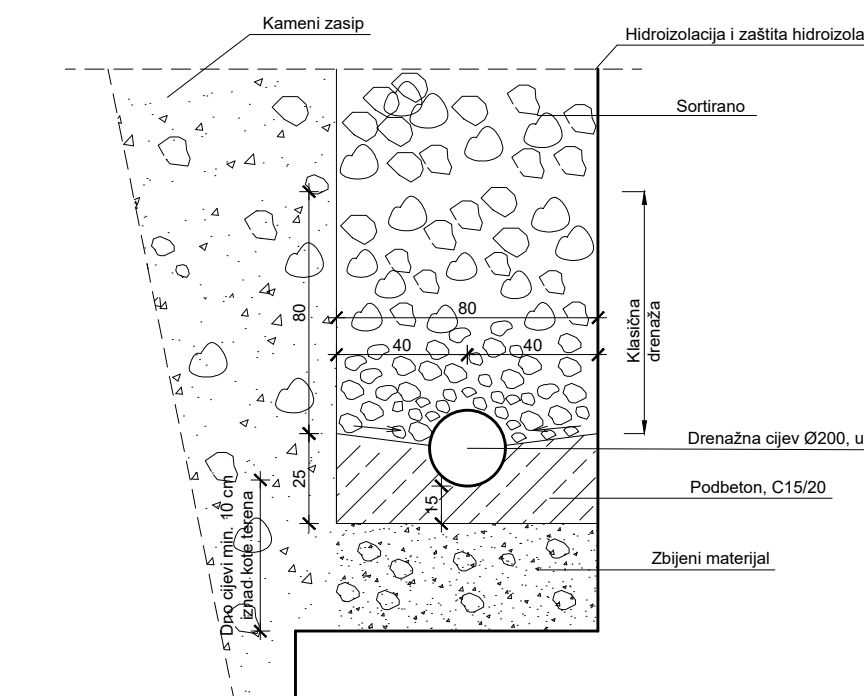 Kameni zasip
Hidroizolacija i zaštita hidroizola
Sortirano
80
80
40
40
Klasična
drenaža
Drenažna cijev Ø200, u
25
15
Podbeton, C15/20
Dno cijevi min. 10 cm
iznad kote terena
Zbijeni materijal